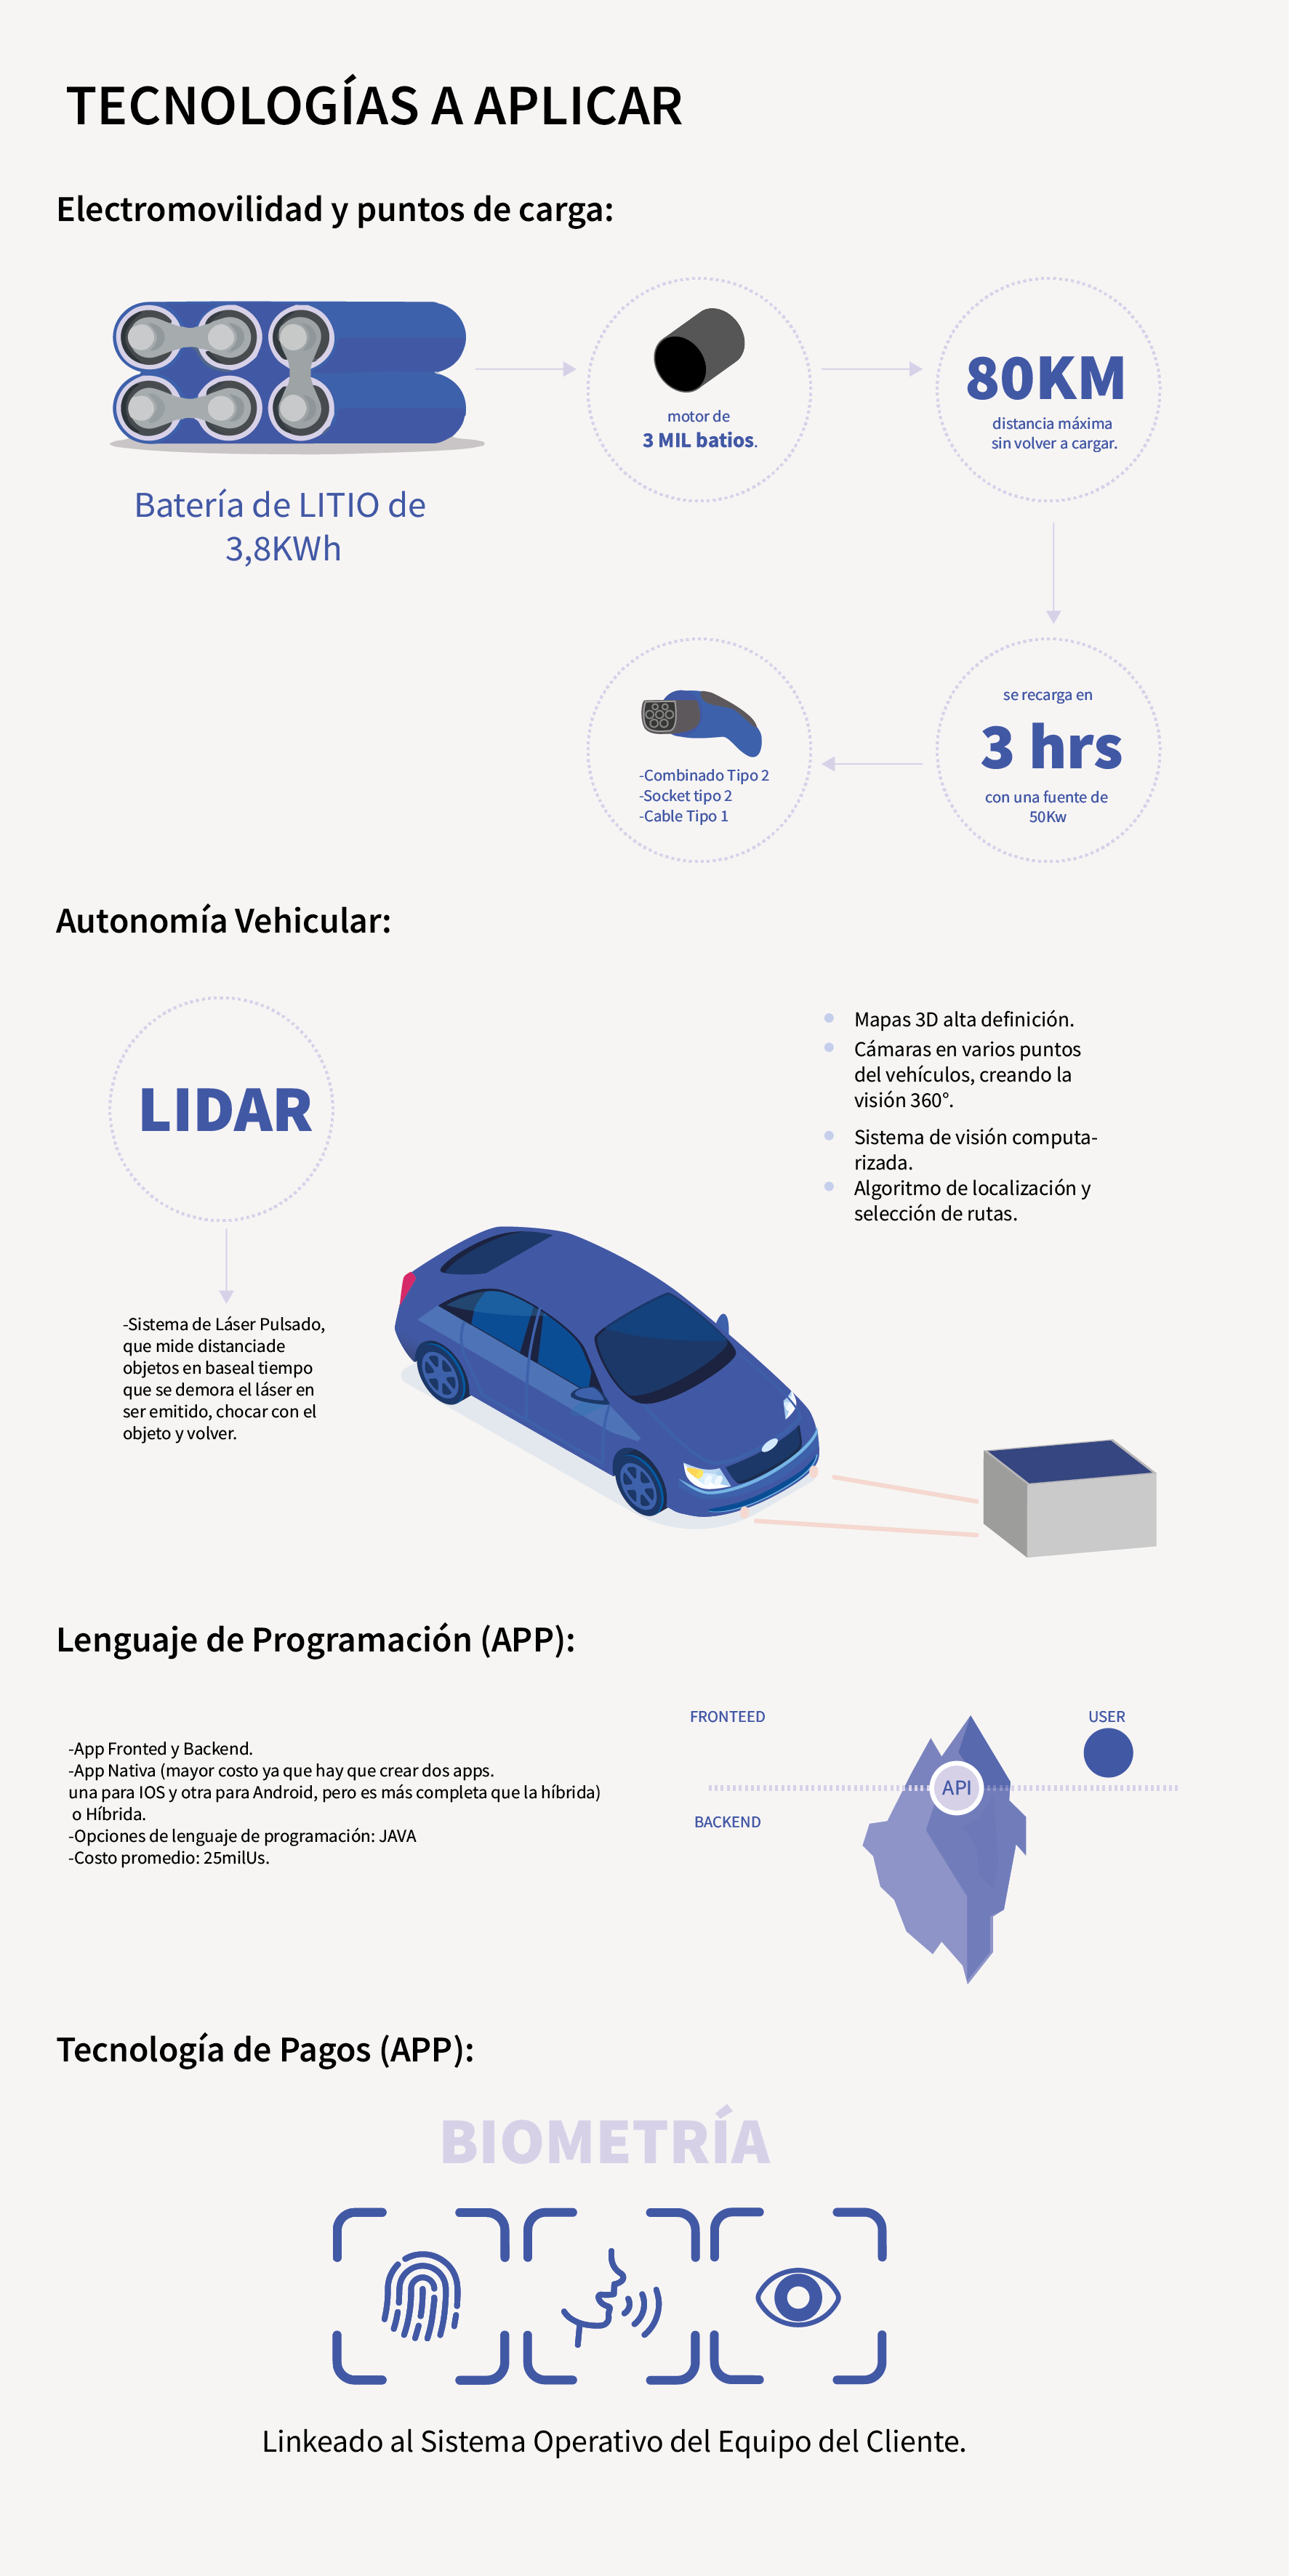 TECNOLOGÍAS A APLICAR
Electromovilidad y puntos de carga:
Batería de LITIO de
3,8KWh
motor de
3 MIL batios.
80KM
distancia máxima
sin volver a cargar.
se recarga en
3 hrs
con una fuente de
50Kw
-Combinado Tipo 2
-Socket tipo 2
-Cable Tipo 1
Autonomía Vehicular:
LIDAR
-Sistema de Láser Pulsado,
que mide distanciade
objetos en baseal tiempo
que se demora el láser en
ser emitido, chocar con el
objeto y volver.
Mapas 3D alta definición.
Cámaras en varios puntos
del vehículos, creando la
visión 360°.
Sistema de visión computa-
rizada.
Algoritmo de localización y
selección de rutas.
Lenguaje de Programación (APP):
-App Fronted y Backend.
-App Nativa (mayor costo ya que hay que crear dos apps.
una para IOS y otra para Android, pero es más completa que la híbrida)
o Híbrida.
-Opciones de lenguaje de programación: JAVA
-Costo promedio: 25milUs.
FRONTEED
USER
API
BACKEND
Tecnología de Pagos (APP):
BIOMETRÍA
Linkeado al Sistema Operativo del Equipo del Cliente.